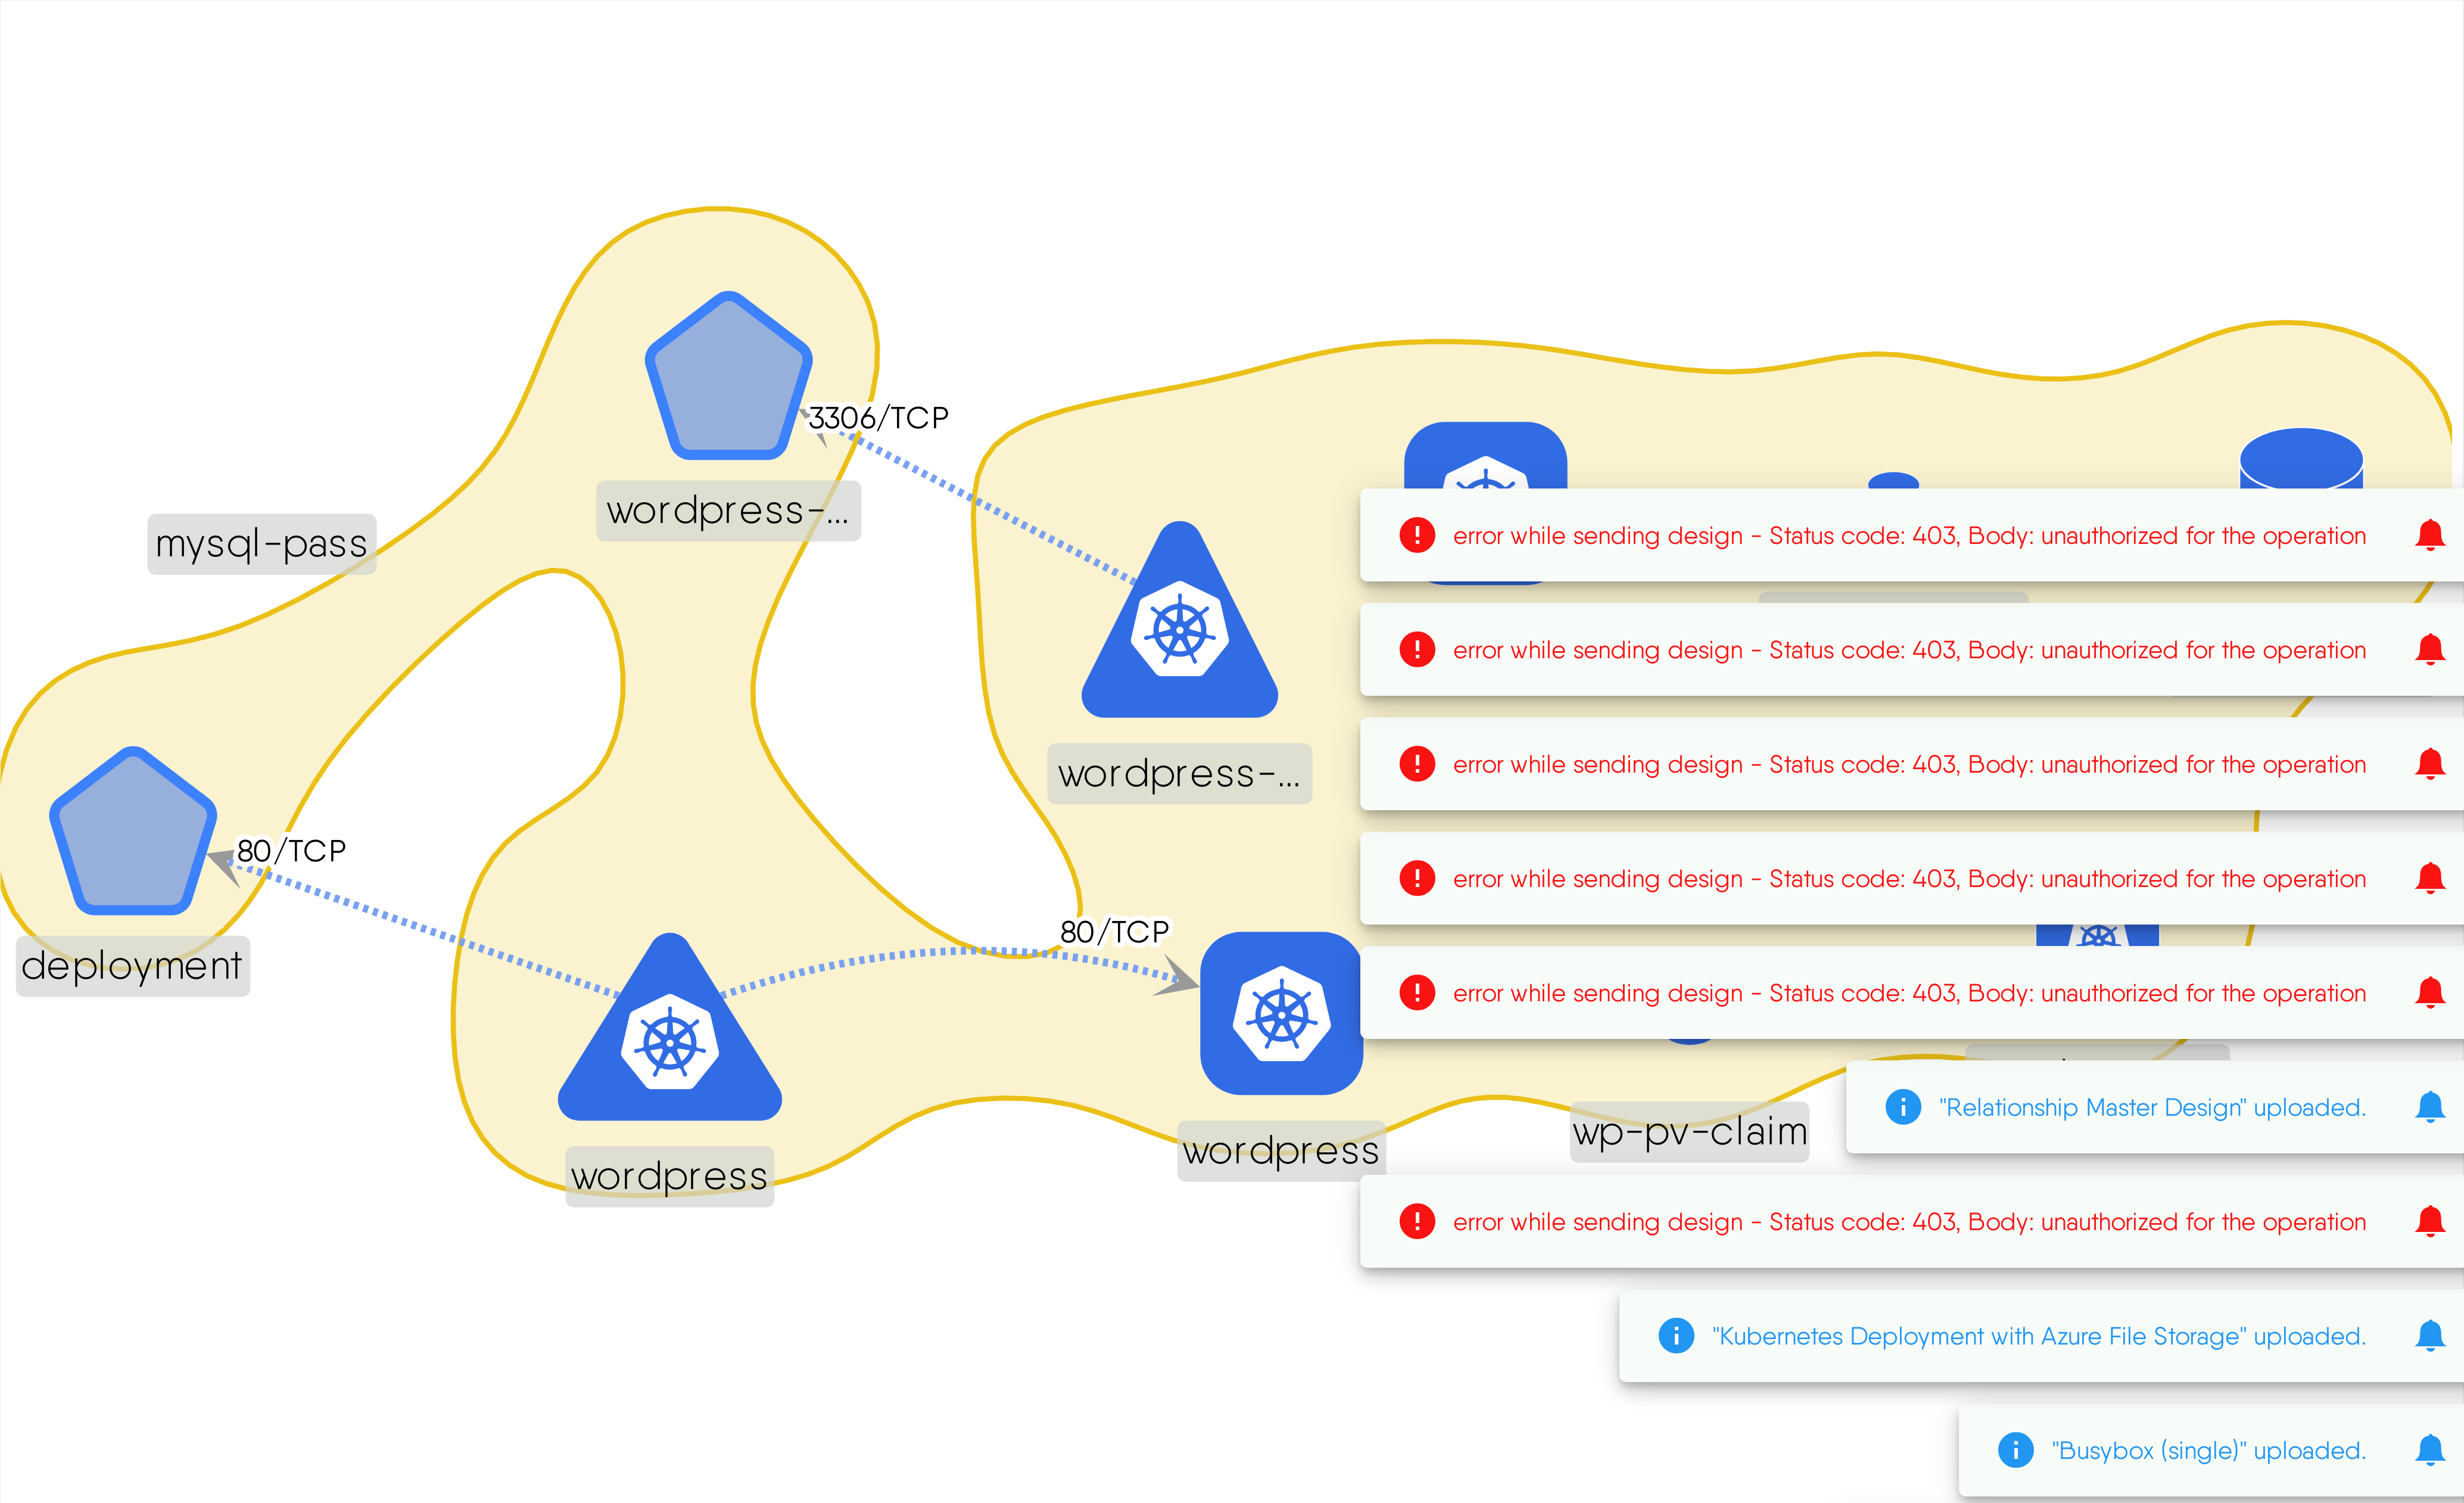 3306/TCP
wordpress-...
mysql-pass
error while sending design - Status code: 403, Body: unauthorized for the operation
error while sending design - Status code: 403, Body: unauthorized for the operation
wordpress-...
error while sending design - Status code: 403, Body: unauthorized for the operation
80/TCP
error while sending design - Status code: 403, Body: unauthorized for the operation
80/TCP
deployment
error while sending design - Status code: 403, Body: unauthorized for the operation
"Relationship Master Design" uploaded.
wp-pv-claim
wordpress
wordpress
error while sending design - Status code: 403, Body: unauthorized for the operation
"Kubernetes Deployment with Azure File Storage" uploaded.
"Busybox (single)" uploaded.